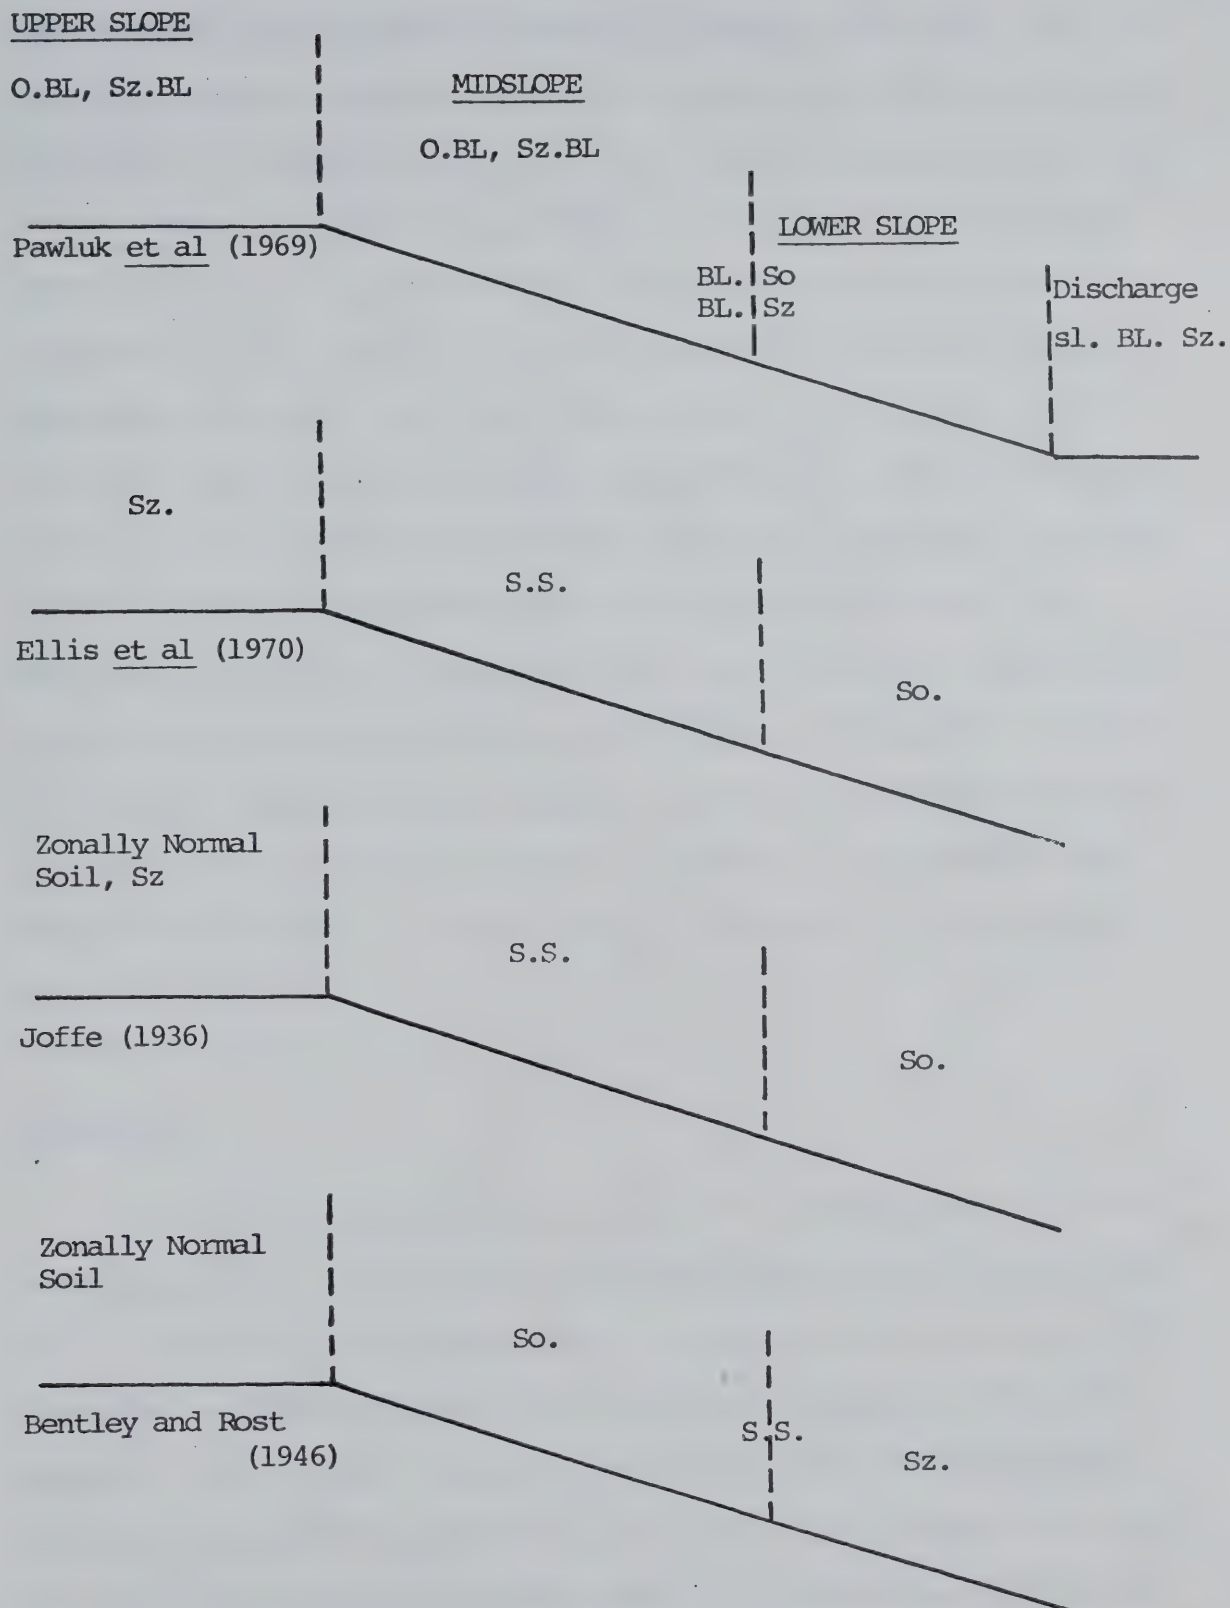 UPPER SLOPE
O.BL, Sz.BL
MIDSLOPE
O.BL, Sz.BL
LOWER SLOPE
Pawluk et al (1969)
BL. So
BL. Sz
Discharge
sl. BL. Sz.
Sz.
S.S.
Ellis et al (1970)
So.
Zonally Normal
Soil, Sz
S.S.
Joffe (1936)
So.
Zonally Normal
Soil
So.
Bentley and Rost
(1946)
S.S.
Sz.